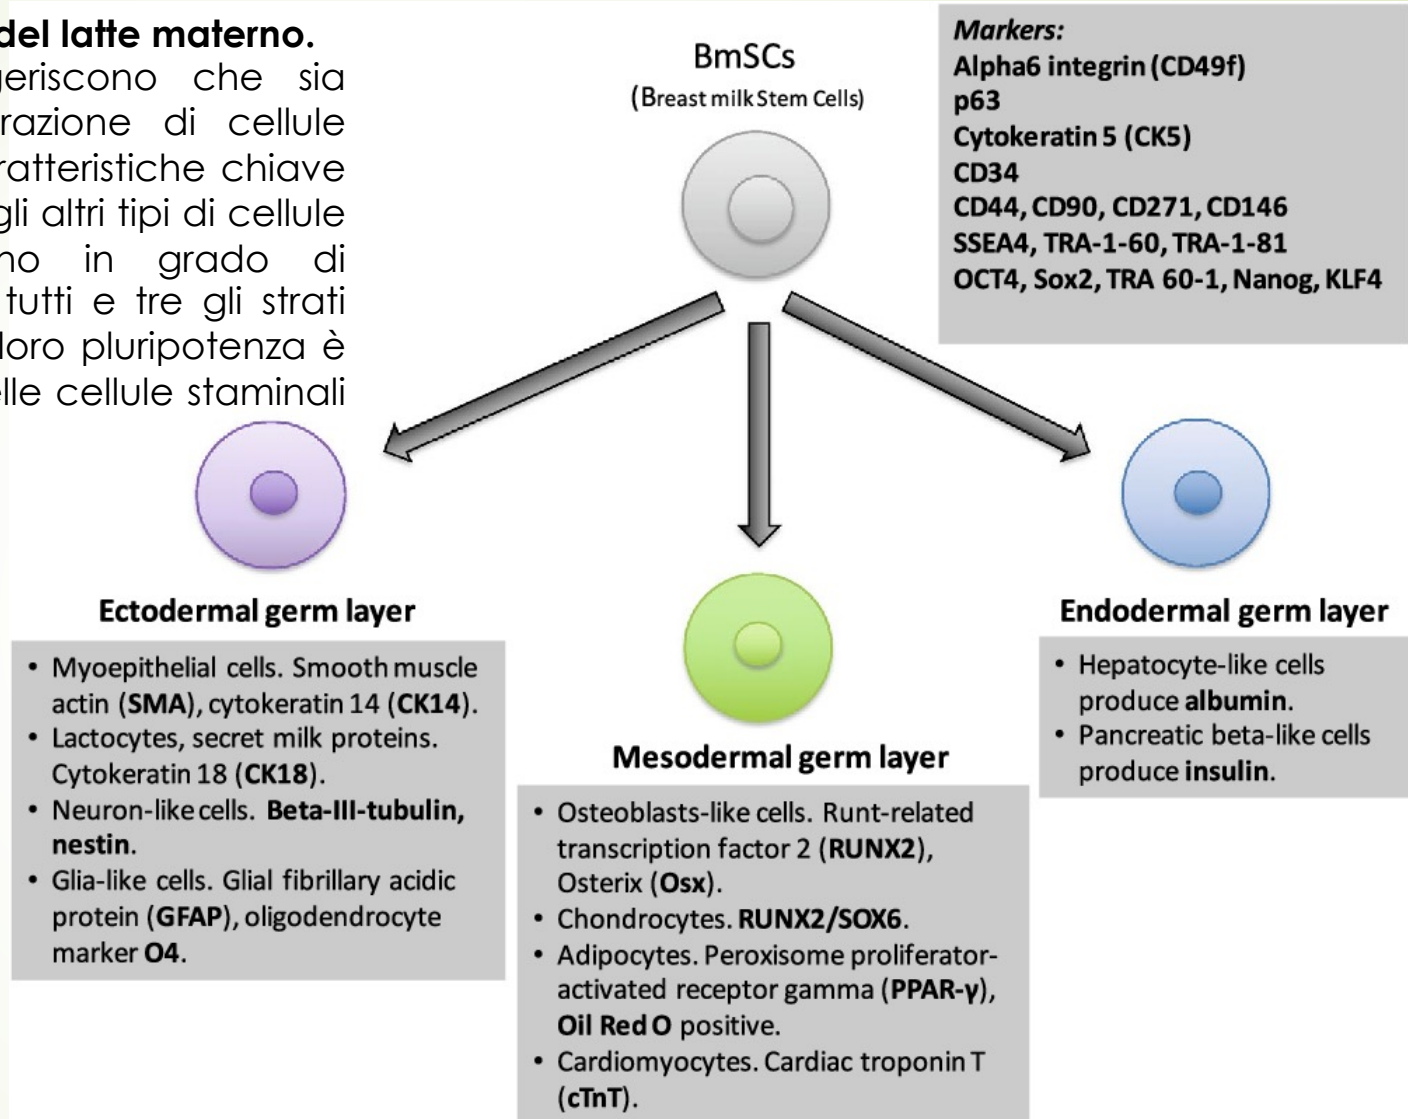 del latte materno.
geriscono che sia
razione di cellule
ratteristiche chiave
gli altri tipi di cellule
no in grado di
tutti e tre gli strati
loro pluripotenza è
elle cellule staminali
BmSCs
(Breast milk Stem Cells)
Markers:
Alpha6 integrin (CD49f)
p63
Cytokeratin 5 (CK5)
CD34
CD44, CD90, CD271, CD146
SSEA4, TRA-1-60, TRA-1-81
OCT4, Sox2, TRA 60-1, Nanog, KLF4
Ectodermal germ layer
• Myoepithelial cells. Smooth muscle
actin (SMA), cytokeratin 14 (CK14).
• Lactocytes, secret milk proteins.
Cytokeratin 18 (CK18).
• Neuron-like cells. Beta-III-tubulin,
nestin.
• Glia-like cells. Glial fibrillary acidic
protein (GFAP), oligodendrocyte
marker O4.
Mesodermal germ layer
• Osteoblasts-like cells. Runt-related
transcription factor 2 (RUNX2),
Osterix (Osx).
• Chondrocytes. RUNX2/SOX6.
• Adipocytes. Peroxisome proliferator-
activated receptor gamma (PPAR-γ),
Oil Red O positive.
• Cardiomyocytes. Cardiac troponin T
(cTnT).
Endodermal germ layer
• Hepatocyte-like cells
produce albumin.
• Pancreatic beta-like cells
produce insulin.